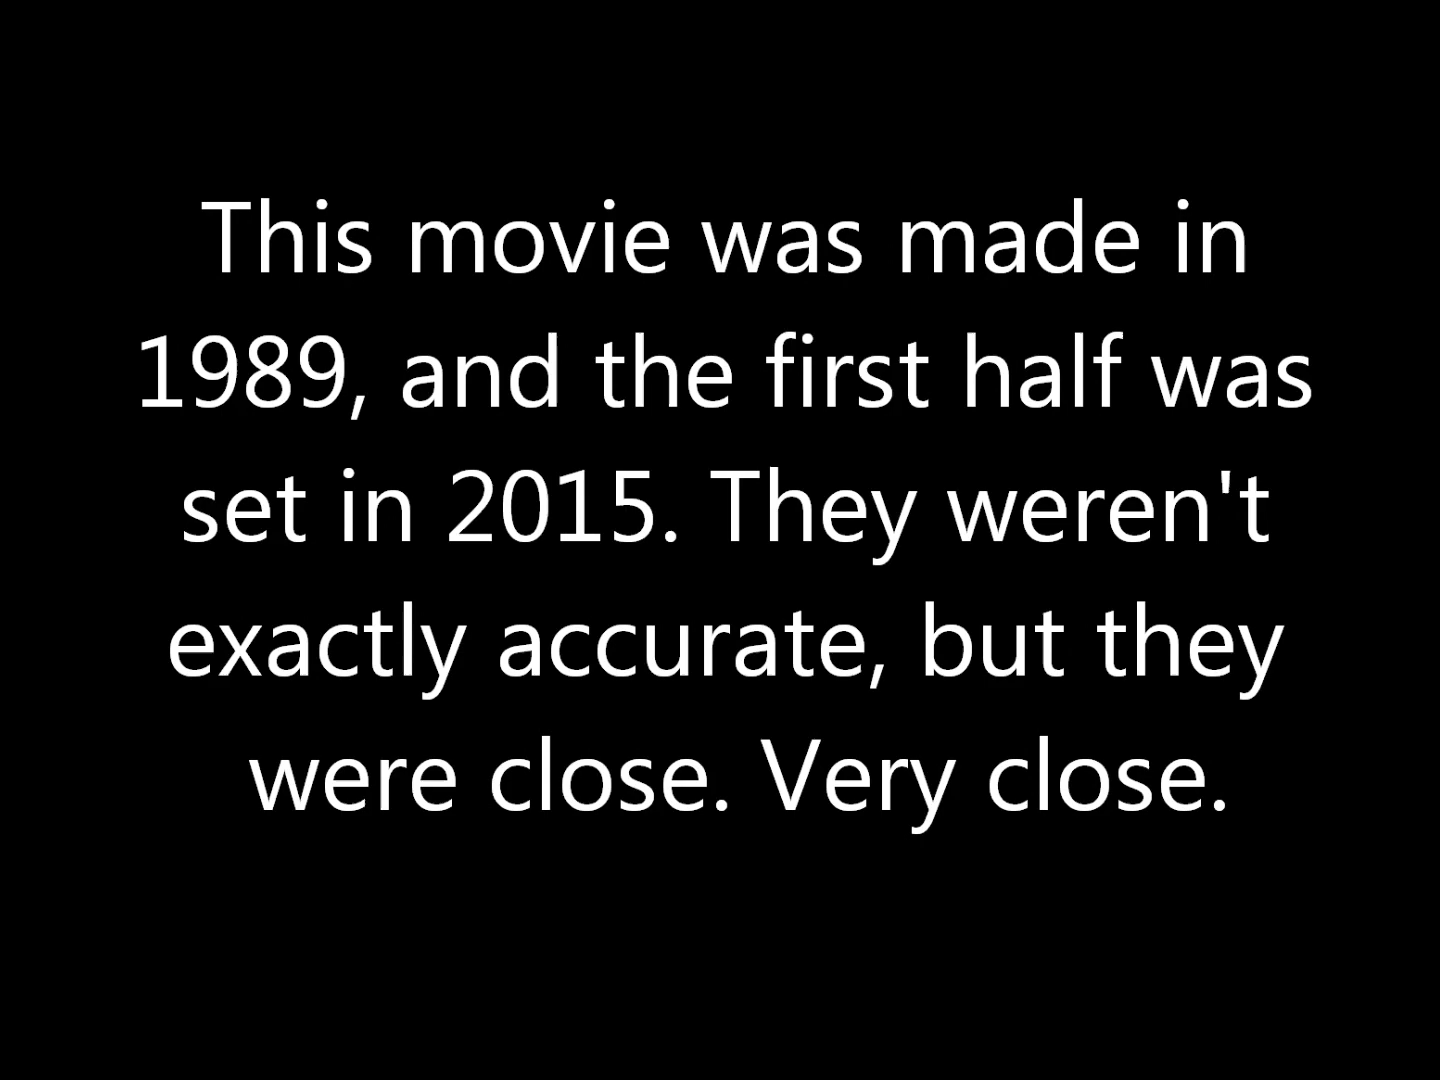 This movie was made in
1989, and the first half was
set in 2015. They weren't
exactly accurate, but they
were close. Very close.